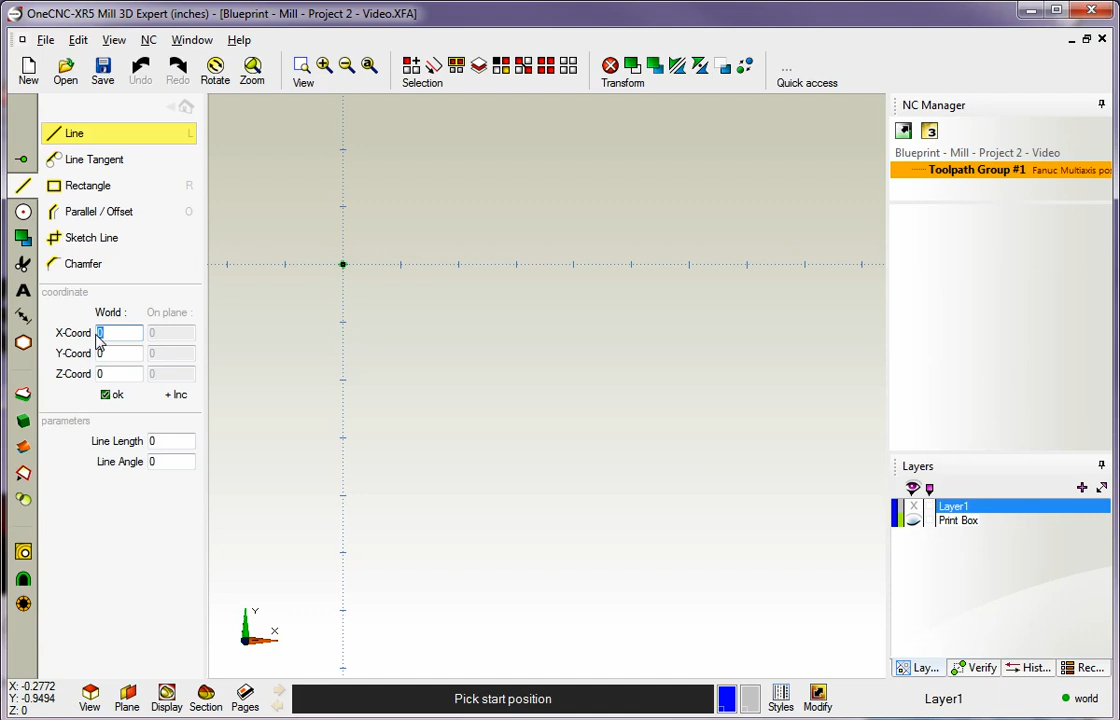 OneCNC-XR5 Mill 3D Expert (inches) - [Blueprint - Mill - Project 2 - Video.XFA]
File Edit View NC Window Help
New Open Save Undo Redo Rotate Zoom View Selection Transform Quick access
Line L
Line Tangent
Rectangle R
Parallel / Offset O
Sketch Line
Chamfer
coordinate
World : On plane :
X-Coord 0 0
Y-Coord 0 0
Z-Coord 0 0
ok + Inc
parameters
Line Length 0
Line Angle 0
A
Y
X
NC Manager
3
Blueprint - Mill - Project 2 - Video
Toolpath Group #1 Fanuc Multiaxis po
Layers
X Layer1
Print Box
Lay... Verify Hist... Rec...
X: -0.2772
Y: -0.9494
Z: 0
View Plane Display Section Pages
Pick start position
Styles Modify
Layer1
world